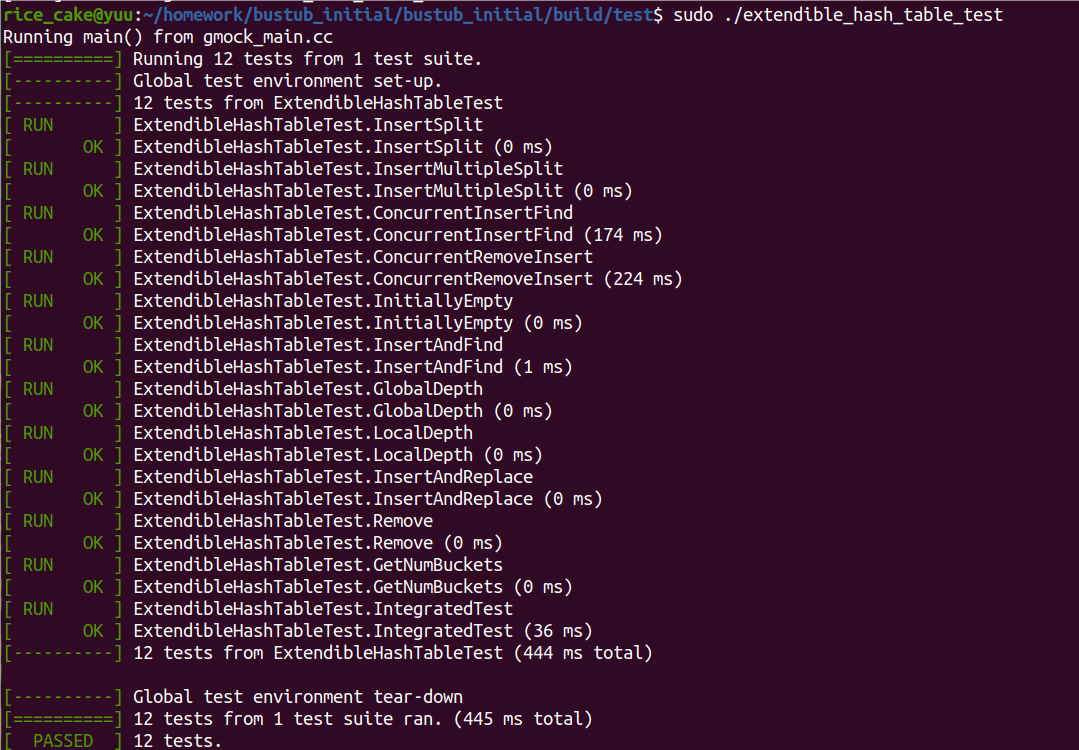 rice_cake@yuu:~/homework/bustub_initial/bustub_initial/build/test$ sudo ./extendible_hash_table_test
Running main() from gmock_main.cc
[==========] Running 12 tests from 1 test suite.
[----------] Global test environment set-up.
[----------] 12 tests from ExtendibleHashTableTest
[ RUN      ] ExtendibleHashTableTest.InsertSplit
[       OK ] ExtendibleHashTableTest.InsertSplit (0 ms)
[ RUN      ] ExtendibleHashTableTest.InsertMultipleSplit
[       OK ] ExtendibleHashTableTest.InsertMultipleSplit (0 ms)
[ RUN      ] ExtendibleHashTableTest.ConcurrentInsertFind
[       OK ] ExtendibleHashTableTest.ConcurrentInsertFind (174 ms)
[ RUN      ] ExtendibleHashTableTest.ConcurrentRemoveInsert
[       OK ] ExtendibleHashTableTest.ConcurrentRemoveInsert (224 ms)
[ RUN      ] ExtendibleHashTableTest.InitiallyEmpty
[       OK ] ExtendibleHashTableTest.InitiallyEmpty (0 ms)
[ RUN      ] ExtendibleHashTableTest.InsertAndFind
[       OK ] ExtendibleHashTableTest.InsertAndFind (1 ms)
[ RUN      ] ExtendibleHashTableTest.GlobalDepth
[       OK ] ExtendibleHashTableTest.GlobalDepth (0 ms)
[ RUN      ] ExtendibleHashTableTest.LocalDepth
[       OK ] ExtendibleHashTableTest.LocalDepth (0 ms)
[ RUN      ] ExtendibleHashTableTest.InsertAndReplace
[       OK ] ExtendibleHashTableTest.InsertAndReplace (0 ms)
[ RUN      ] ExtendibleHashTableTest.Remove
[       OK ] ExtendibleHashTableTest.Remove (0 ms)
[ RUN      ] ExtendibleHashTableTest.GetNumBuckets
[       OK ] ExtendibleHashTableTest.GetNumBuckets (0 ms)
[ RUN      ] ExtendibleHashTableTest.IntegratedTest
[       OK ] ExtendibleHashTableTest.IntegratedTest (36 ms)
[----------] 12 tests from ExtendibleHashTableTest (444 ms total)
[----------] Global test environment tear-down
[==========] 12 tests from 1 test suite ran. (445 ms total)
[  PASSED  ] 12 tests.